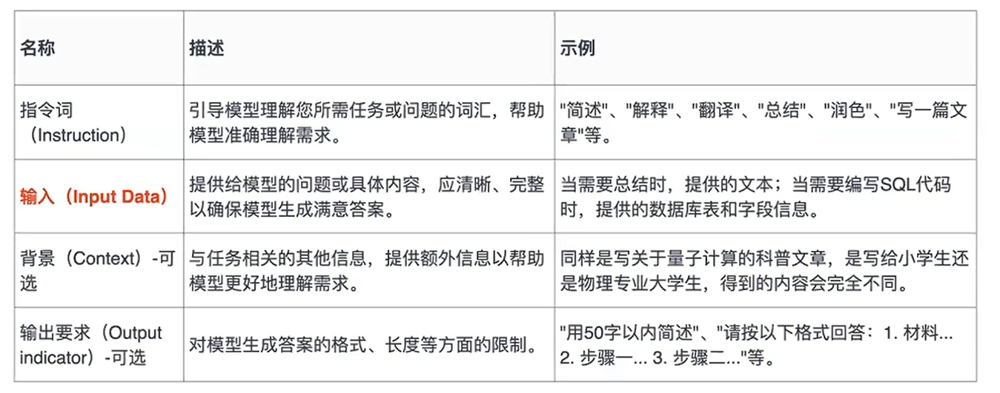 名称
描述
示例
指令词
（Instruction）
引导模型理解您所需任务或问题的词汇，帮助
模型准确理解需求。
"简述"、"解释"、"翻译"、"总结"、"润色"、"写一篇文
章"等。
输入（Input Data）
提供给模型的问题或具体内容，应清晰、完整
以确保模型生成满意答案。
当需要总结时，提供的文本；当需要编写SQL代码
时，提供的数据库表和字段信息。
背景（Context）-可
选
与任务相关的其他信息，提供额外信息以帮助
模型更好地理解需求。
同样是写关于量子计算的科普文章，是写给小学生还
是物理专业大学生，得到的内容会完全不同。
输出要求（Output
indicator）-可选
对模型生成答案的格式、长度等方面的限制。
"用50字以内简述"、"请按以下格式回答：1. 材料...
2. 步骤一... 3. 步骤二..."等。